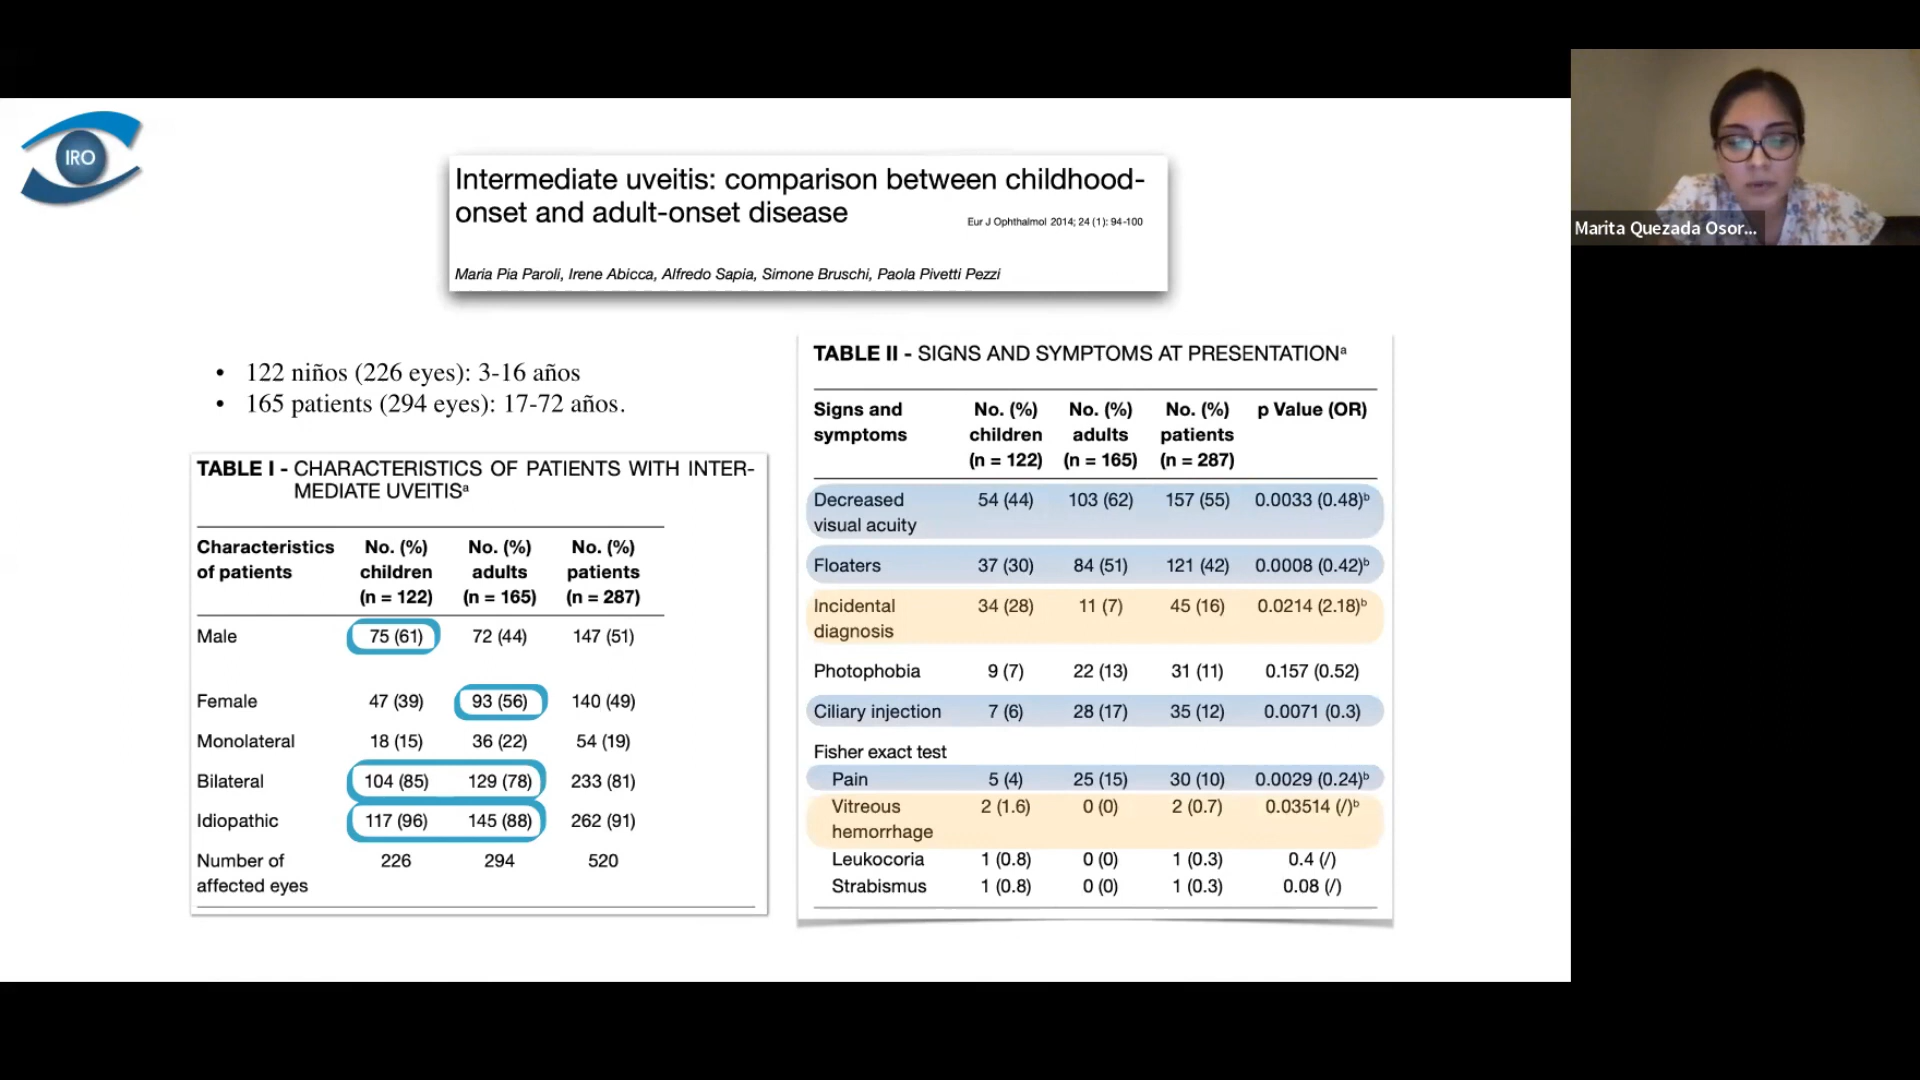 IRO
Intermediate uveitis: comparison between childhood-
onset and adult-onset disease
Eur J Ophthalmol 2014; 24 (1): 94-100
Maria Pia Paroli, Irene Abicca, Alfredo Sapia, Simone Bruschi, Paola Pivetti Pezzi
Marita Quezada Osor...
• 122 niños (226 eyes): 3-16 años
• 165 patients (294 eyes): 17-72 años.
TABLE I - CHARACTERISTICS OF PATIENTS WITH INTER-
MEDIATE UVEITISª
Characteristics No. (%) No. (%) No. (%)
of patients children adults patients
(n = 122) (n = 165) (n = 287)
Male 75 (61) 72 (44) 147 (51)
Female 47 (39) 93 (56) 140 (49)
Monolateral 18 (15) 36 (22) 54 (19)
Bilateral 104 (85) 129 (78) 233 (81)
Idiopathic 117 (96) 145 (88) 262 (91)
Number of 226 294 520
affected eyes
TABLE II - SIGNS AND SYMPTOMS AT PRESENTATIONª
Signs and No. (%) No. (%) No. (%) p Value (OR)
symptoms children adults patients
(n = 122) (n = 165) (n = 287)
Decreased 54 (44) 103 (62) 157 (55) 0.0033 (0.48)ᵇ
visual acuity
Floaters 37 (30) 84 (51) 121 (42) 0.0008 (0.42)ᵇ
Incidental 34 (28) 11 (7) 45 (16) 0.0214 (2.18)ᵇ
diagnosis
Photophobia 9 (7) 22 (13) 31 (11) 0.157 (0.52)
Ciliary injection 7 (6) 28 (17) 35 (12) 0.0071 (0.3)
Fisher exact test
Pain 5 (4) 25 (15) 30 (10) 0.0029 (0.24)ᵇ
Vitreous 2 (1.6) 0 (0) 2 (0.7) 0.03514 (/)ᵇ
hemorrhage
Leukocoria 1 (0.8) 0 (0) 1 (0.3) 0.4 (/)
Strabismus 1 (0.8) 0 (0) 1 (0.3) 0.08 (/)